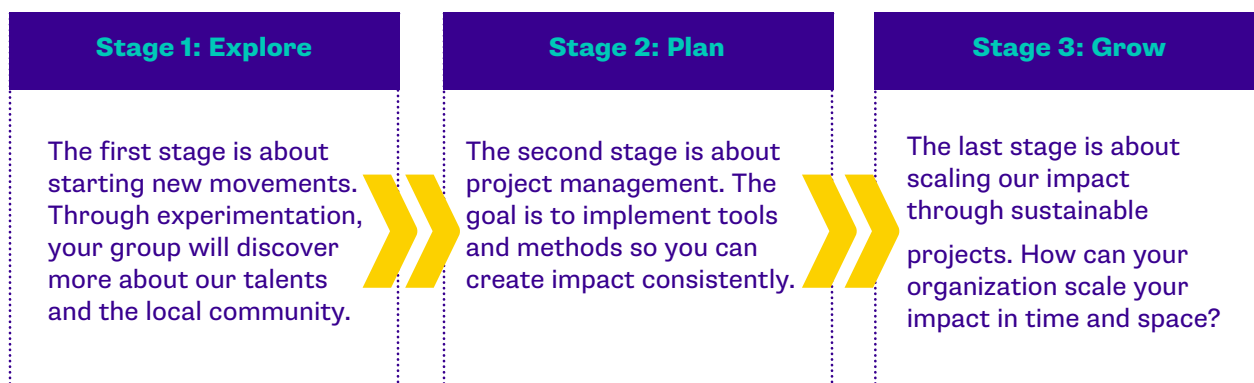 Stage 1: Explore
The first stage is about
starting new movements.
Through experimentation,
your group will discover
more about our talents
and the local community.
Stage 2: Plan
The second stage is about
project management. The
goal is to implement tools
and methods so you can
create impact consistently.
Stage 3: Grow
The last stage is about
scaling our impact
through sustainable
projects. How can your
organization scale your
impact in time and space?